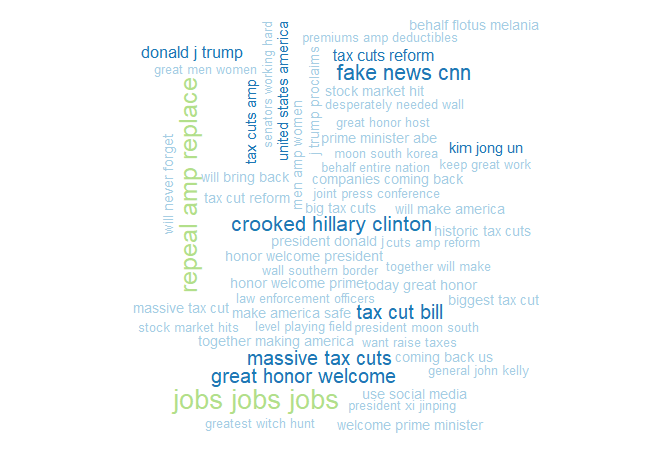 behalf flotus melania
premiums amp deductibles
donald j trump
tax cuts reform
great men women
fake news cnn
senators working hard
united states america
j trump proclaims
tax cuts amp
men amp women
repeal amp replace
will never forget
stock market hit
desperately needed wall
great honor host
prime minister abe
kim jong un
moon south korea
behalf entire nation
keep great work
will bring back
companies coming back
tax cut reform
joint press conference
big tax cuts
will make america
crooked hillary clinton
historic tax cuts
president donald j
cuts amp reform
honor welcome president
wall southern border
together will make
honor welcome prime
today great honor
law enforcement officers
biggest tax cut
massive tax cut
make america safe
tax cut bill
stock market hits
level playing field
president moon south
together making america
want raise taxes
massive tax cuts
coming back us
great honor welcome
general john kelly
jobs jobs jobs
use social media
president xi jinping
greatest witch hunt
welcome prime minister